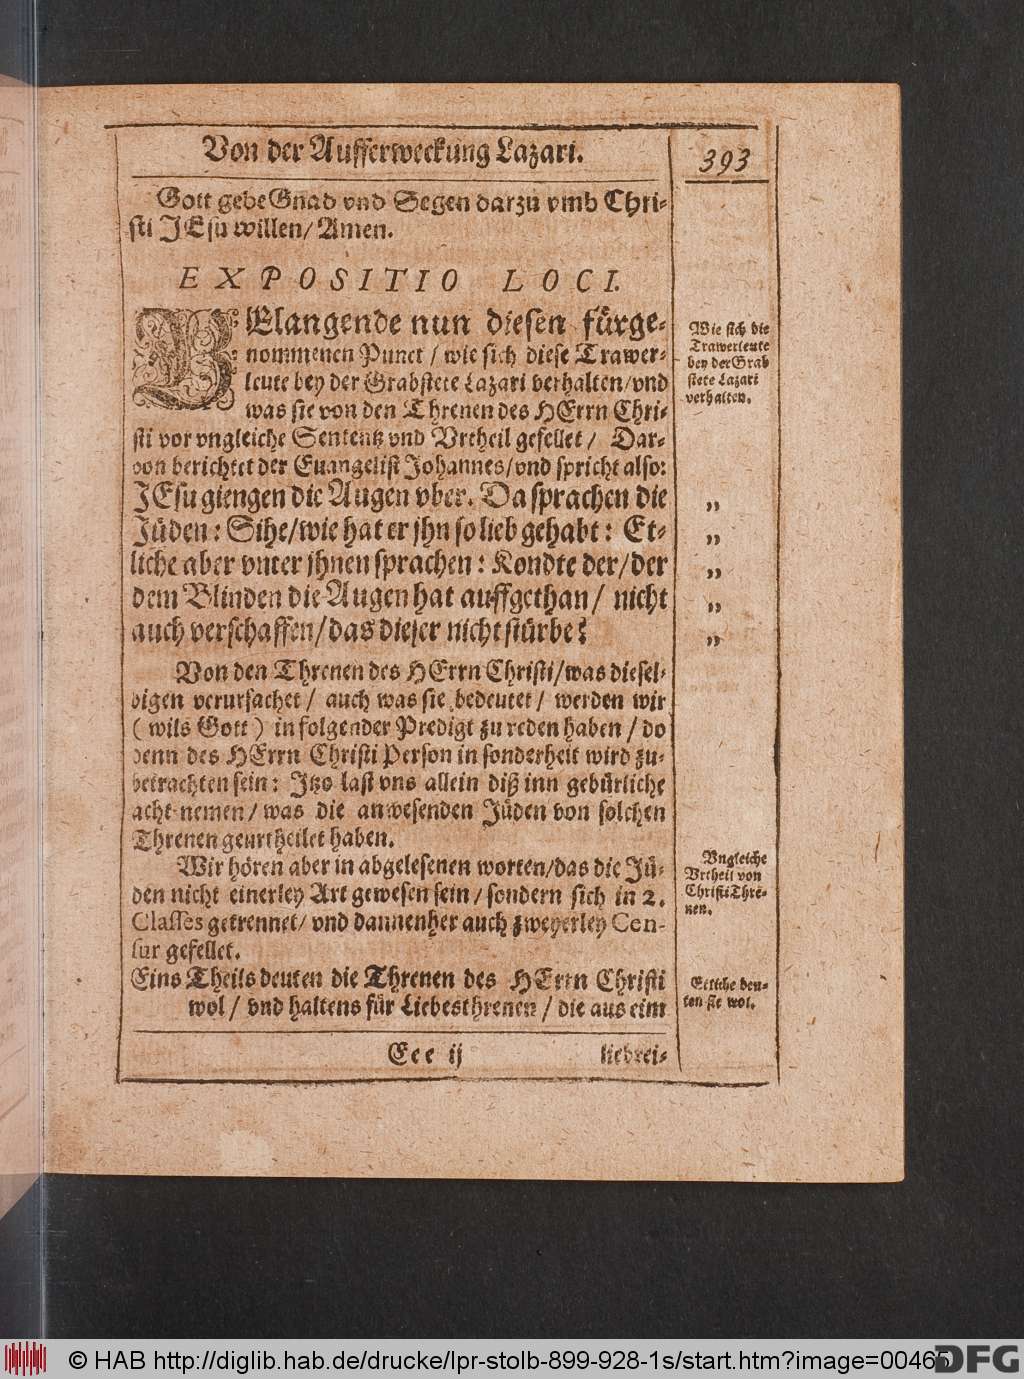 Von der Aufferweckung Lazari.
393
Gott gebe Gnad vnd Segen darzu vmb Chri-
sti JEsu willen/ Amen.
EXPOSITIO LOCI.
BElangende nun diesen fürge-
nommenen Punct/ wie sich diese Trawer-
leute bey der Grabstete Lazari verhalten/ vnd
was sie von den Threnen des HErrn Chri-
sti vor vngleiche Sententz vnd Vrtheil gefellet/ Dar-
von berichtet der Euangelist Johannes/ vnd spricht also:
JEsu giengen die Augen vber. Da sprachen die
Jüden: Sihe/ wie hat er jhn so lieb gehabt: Et-
liche aber vnter jhnen sprachen: Kondte der/ der
dem Blinden die Augen hat auffgethan/ nicht
auch verschaffen/ das dieser nicht stürbe?
Wie sich die
Trawerleute
bey der Grab
stete Lazari
verhalten.
„
„
„
„
„
Von den Threnen des HErrn Christi/ was diesel-
bigen verursachet/ auch was sie bedeutet/ werden wir
(wils Gott) in folgender Predigt zu reden haben/ do
denn des HErrn Christi Person in sonderheit wird zu-
betrachten sein: Jtzo last vns allein diß inn gebürliche
acht nemen/ was die anwesenden Jüden von solchen
Threnen geurtheilet haben.
Wir hören aber in abgelesenen worten/ das die Jü-
den nicht einerley Art gewesen sein/ sondern sich in 2.
Classes getrennet/ vnd dannenher auch zweyerley Cen-
sur gefellet.
Vngleiche
Vrtheil von
Christi Thre-
nen.
Eins Theils deuten die Threnen des HErrn Christi
wol/ vnd haltens für Liebesthrenen/ die aus eim
Etliche deu-
ten sie wol.
Eee ij
liebrei-
© HAB http://diglib.hab.de/drucke/lpr-stolb-899-928-1s/start.htm?image=00465
DFG